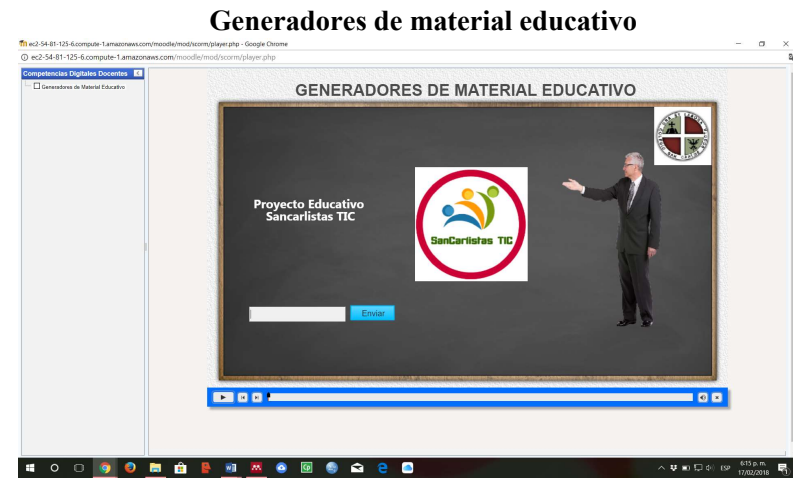 Generadores de material educativo
ec2-54-81-125-6.compute-1.amazonaws.com/moodle/mod/scorm/player.php - Google Chrome
ec2-54-81-125-6.compute-1.amazonaws.com/moodle/mod/scorm/player.php
Competencias Digitales Docentes
Generadores de Material Educativo
GENERADORES DE MATERIAL EDUCATIVO
Proyecto Educativo
Sancarlistas TIC
SanCarlistas TIC
Enviar
ESP
6:15 p. m.
17/02/2018